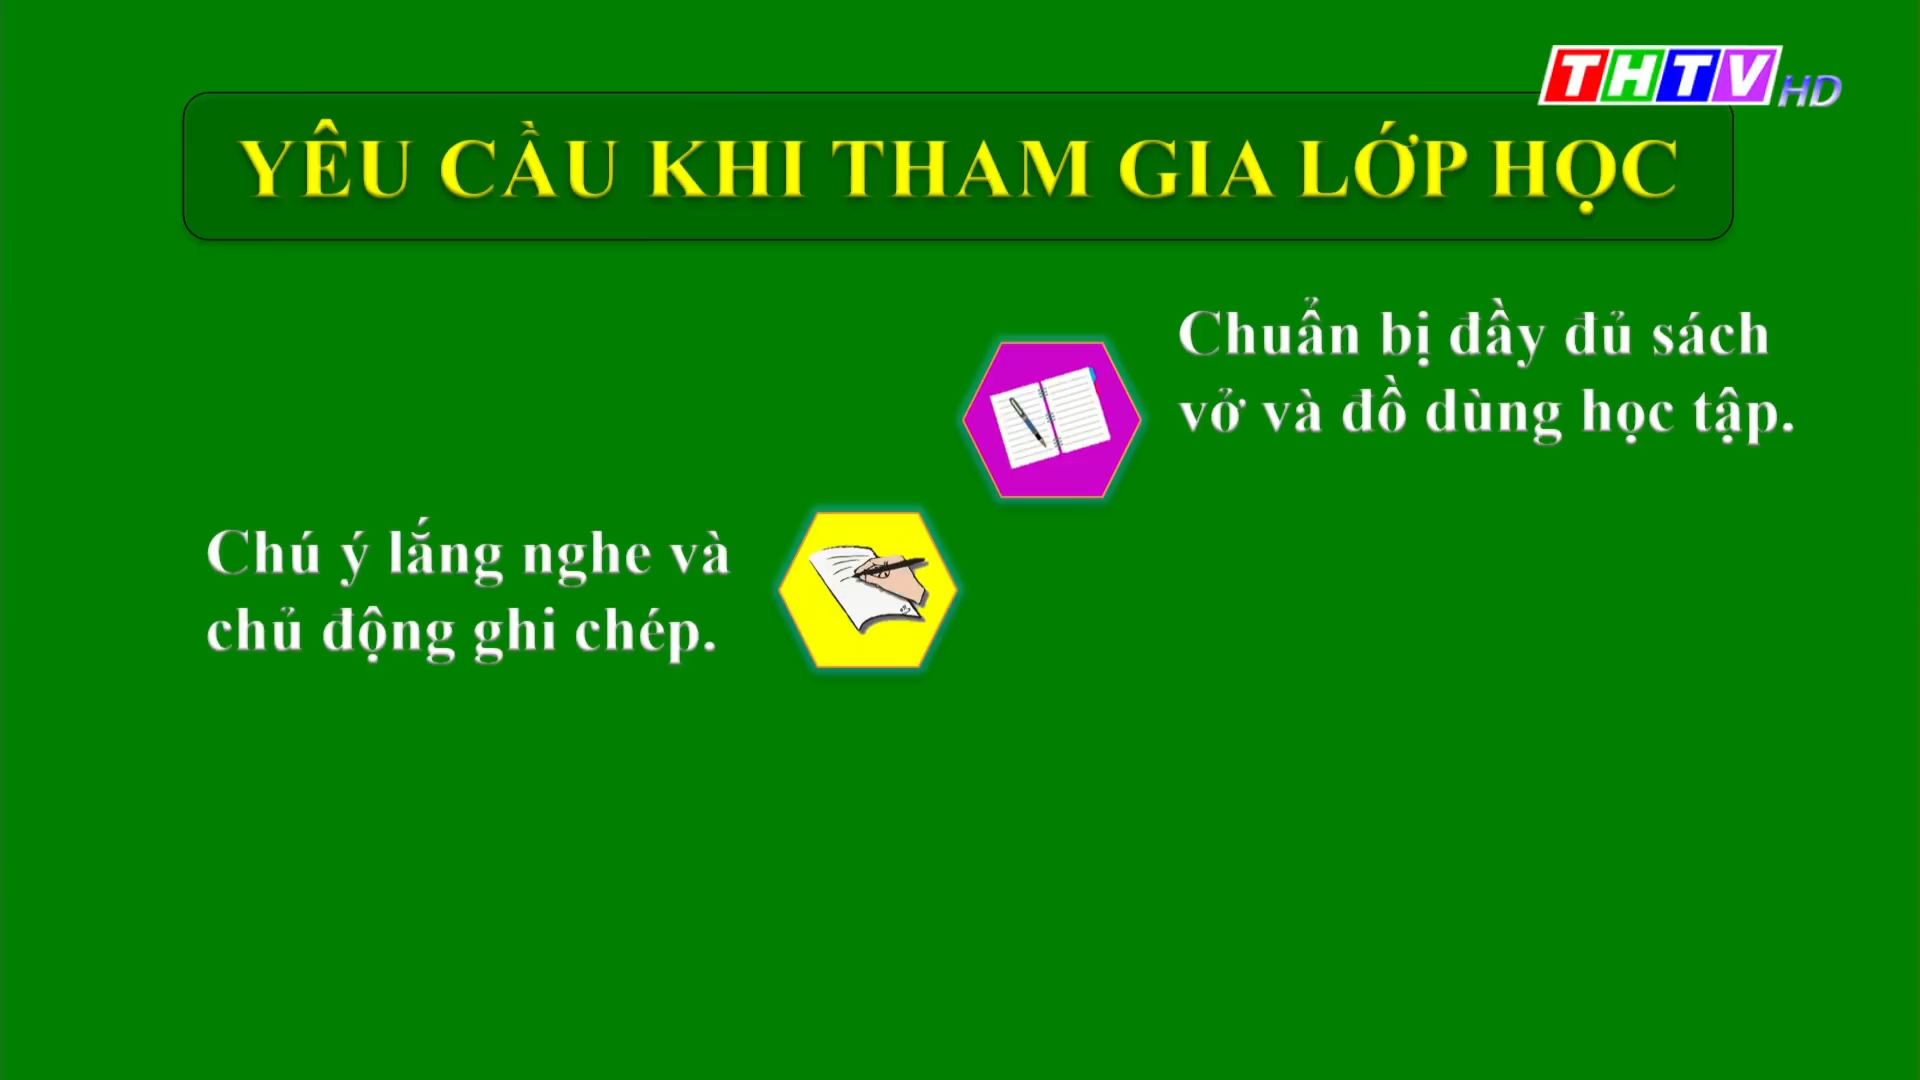 THTV HD
YÊU CẦU KHI THAM GIA LỚP HỌC
Chuẩn bị đầy đủ sách
vở và đồ dùng học tập.
Chú ý lắng nghe và
chủ động ghi chép.